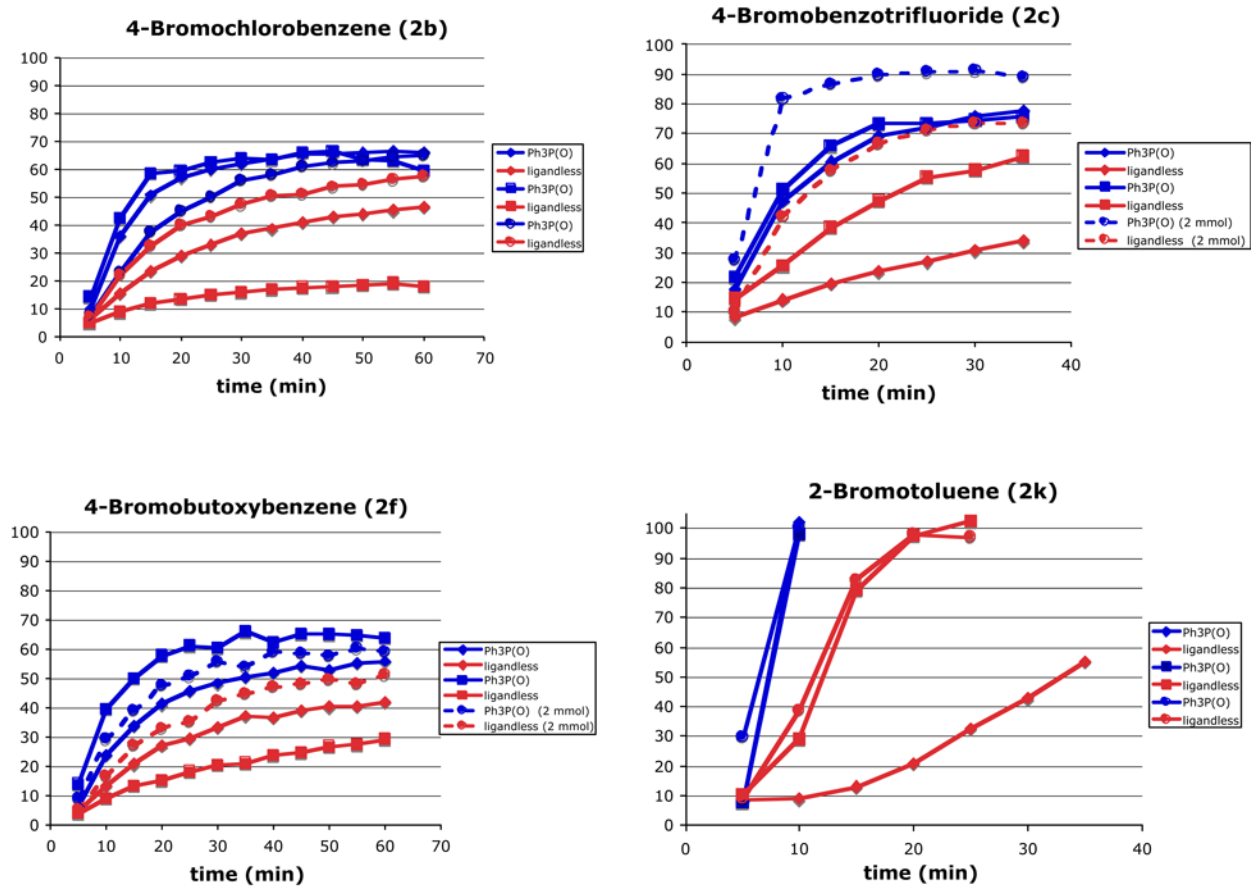 4-Bromochlorobenzene (2b)
100
90
80
70
60
50
40
30
20
10
0
0 10 20 30 40 50 60 70
time (min)
Ph3P(O)
ligandless
Ph3P(O)
ligandless
Ph3P(O)
ligandless
4-Bromobenzotrifluoride (2c)
100
90
80
70
60
50
40
30
20
10
0
0 10 20 30 40
time (min)
Ph3P(O)
ligandless
Ph3P(O)
ligandless
Ph3P(O) (2 mmol)
ligandless (2 mmol)
4-Bromobutoxybenzene (2f)
100
90
80
70
60
50
40
30
20
10
0
0 10 20 30 40 50 60 70
time (min)
Ph3P(O)
ligandless
Ph3P(O)
ligandless
Ph3P(O) (2 mmol)
ligandless (2 mmol)
2-Bromotoluene (2k)
100
90
80
70
60
50
40
30
20
10
0
0 10 20 30 40
time (min)
Ph3P(O)
ligandless
Ph3P(O)
ligandless
Ph3P(O)
ligandless